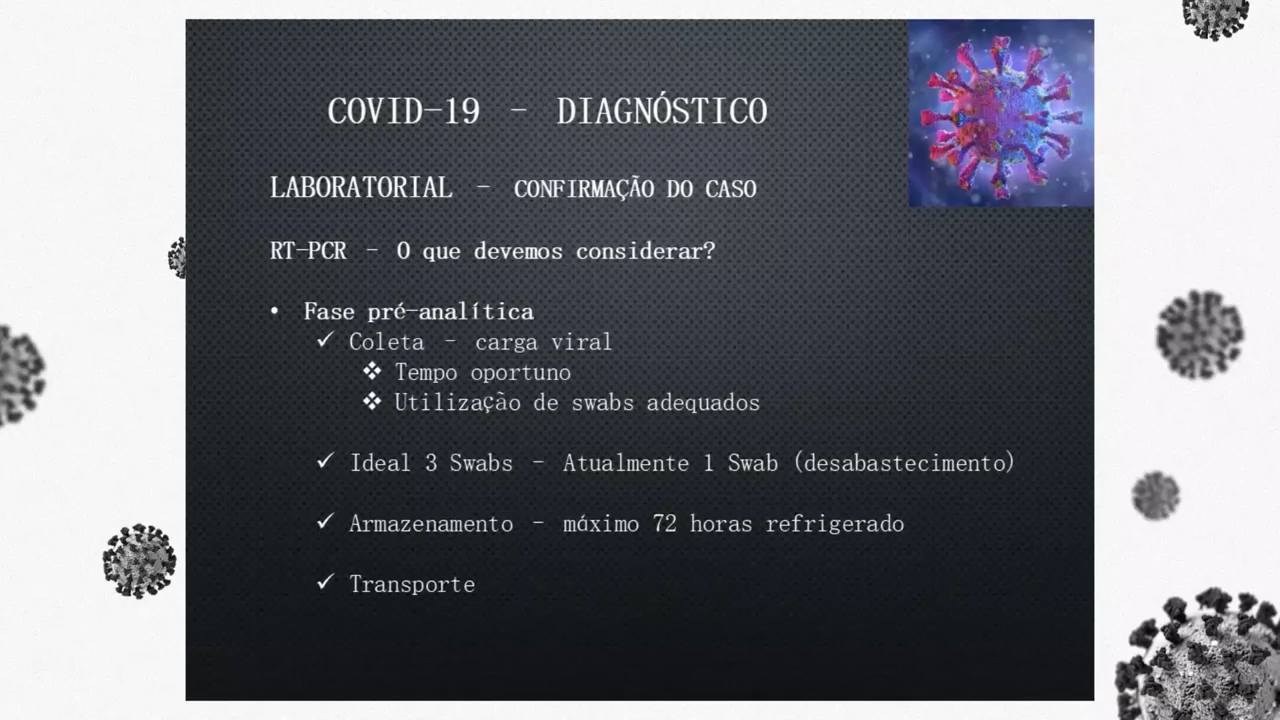 COVID-19 - DIAGNÓSTICO
LABORATORIAL - CONFIRMAÇÃO DO CASO
RT-PCR - O que devemos considerar?
• Fase pré-analítica
✓ Coleta - carga viral
❖ Tempo oportuno
❖ Utilização de swabs adequados
✓ Ideal 3 Swabs - Atualmente 1 Swab (desabastecimento)
✓ Armazenamento - máximo 72 horas refrigerado
✓ Transporte